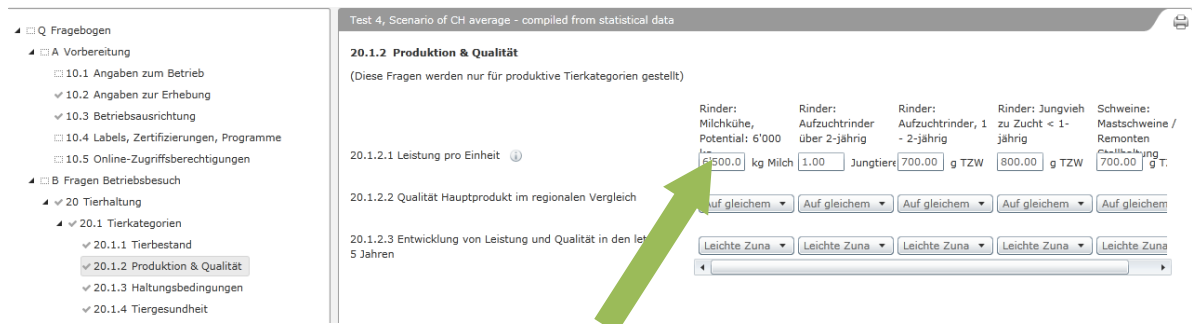 Q Fragebogen
A Vorbereitung
10.1 Angaben zum Betrieb
10.2 Angaben zur Erhebung
10.3 Betriebsausrichtung
10.4 Labels, Zertifizierungen, Programme
10.5 Online-Zugriffsberechtigungen
B Fragen Betriebsbesuch
20 Tierhaltung
20.1 Tierkategorien
20.1.1 Tierbestand
20.1.2 Produktion & Qualität
20.1.3 Haltungsbedingungen
20.1.4 Tiergesundheit
Test 4, Scenario of CH average - compiled from statistical data
20.1.2 Produktion & Qualität
(Diese Fragen werden nur für produktive Tierkategorien gestellt)
Rinder: Rinder: Rinder: Rinder: Jungvieh Schweine:
Milchkühe, Aufzuchtrinder Aufzuchtrinder, 1 zu Zucht < 1- Mastschweine /
Potential: 6'000 über 2-jährig - 2-jährig jährig Remonten
Stallhaltung
20.1.2.1 Leistung pro Einheit 6'500.0 kg Milch 1.00 Jungtiere 700.00 g TZW 800.00 g TZW 700.00 g T
20.1.2.2 Qualität Hauptprodukt im regionalen Vergleich Auf gleichem Auf gleichem Auf gleichem Auf gleichem Auf gleichem
20.1.2.3 Entwicklung von Leistung und Qualität in den
5 Jahren Leichte Zuna Leichte Zuna Leichte Zuna Leichte Zuna Leichte Zuna